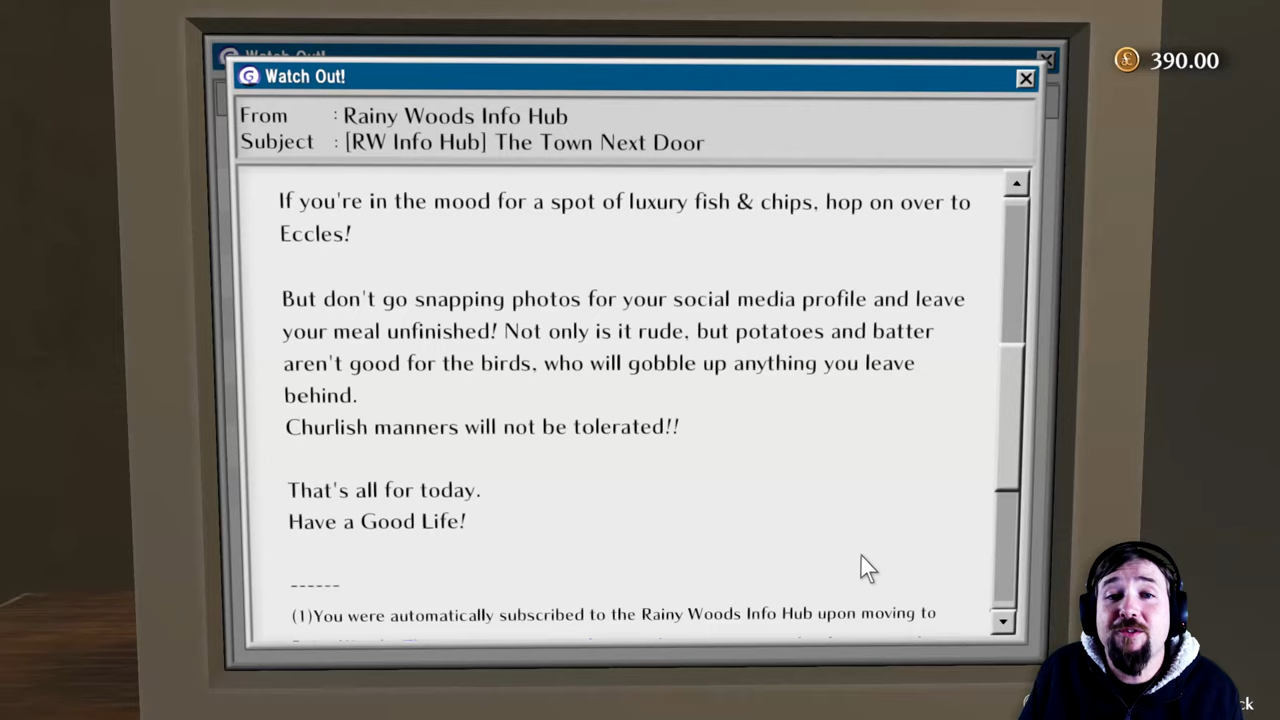 Watch Out!
390.00
Watch Out!
From : Rainy Woods Info Hub
Subject : [RW Info Hub] The Town Next Door
If you're in the mood for a spot of luxury fish & chips, hop on over to
Eccles!
But don't go snapping photos for your social media profile and leave
your meal unfinished! Not only is it rude, but potatoes and batter
aren't good for the birds, who will gobble up anything you leave
behind.
Churlish manners will not be tolerated!!
That's all for today.
Have a Good Life!
------
(1)You were automatically subscribed to the Rainy Woods Info Hub upon moving to
ck